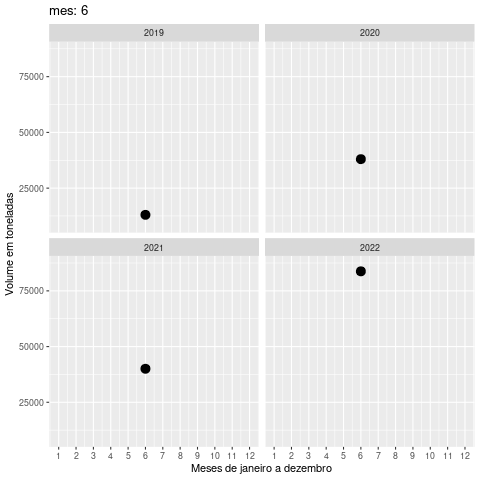 mes: 6
2019
2020
75000
50000
25000
2021
2022
75000
50000
25000
Volume em toneladas
1 2 3 4 5 6 7 8 9 10 11 12
1 2 3 4 5 6 7 8 9 10 11 12
Meses de janeiro a dezembro